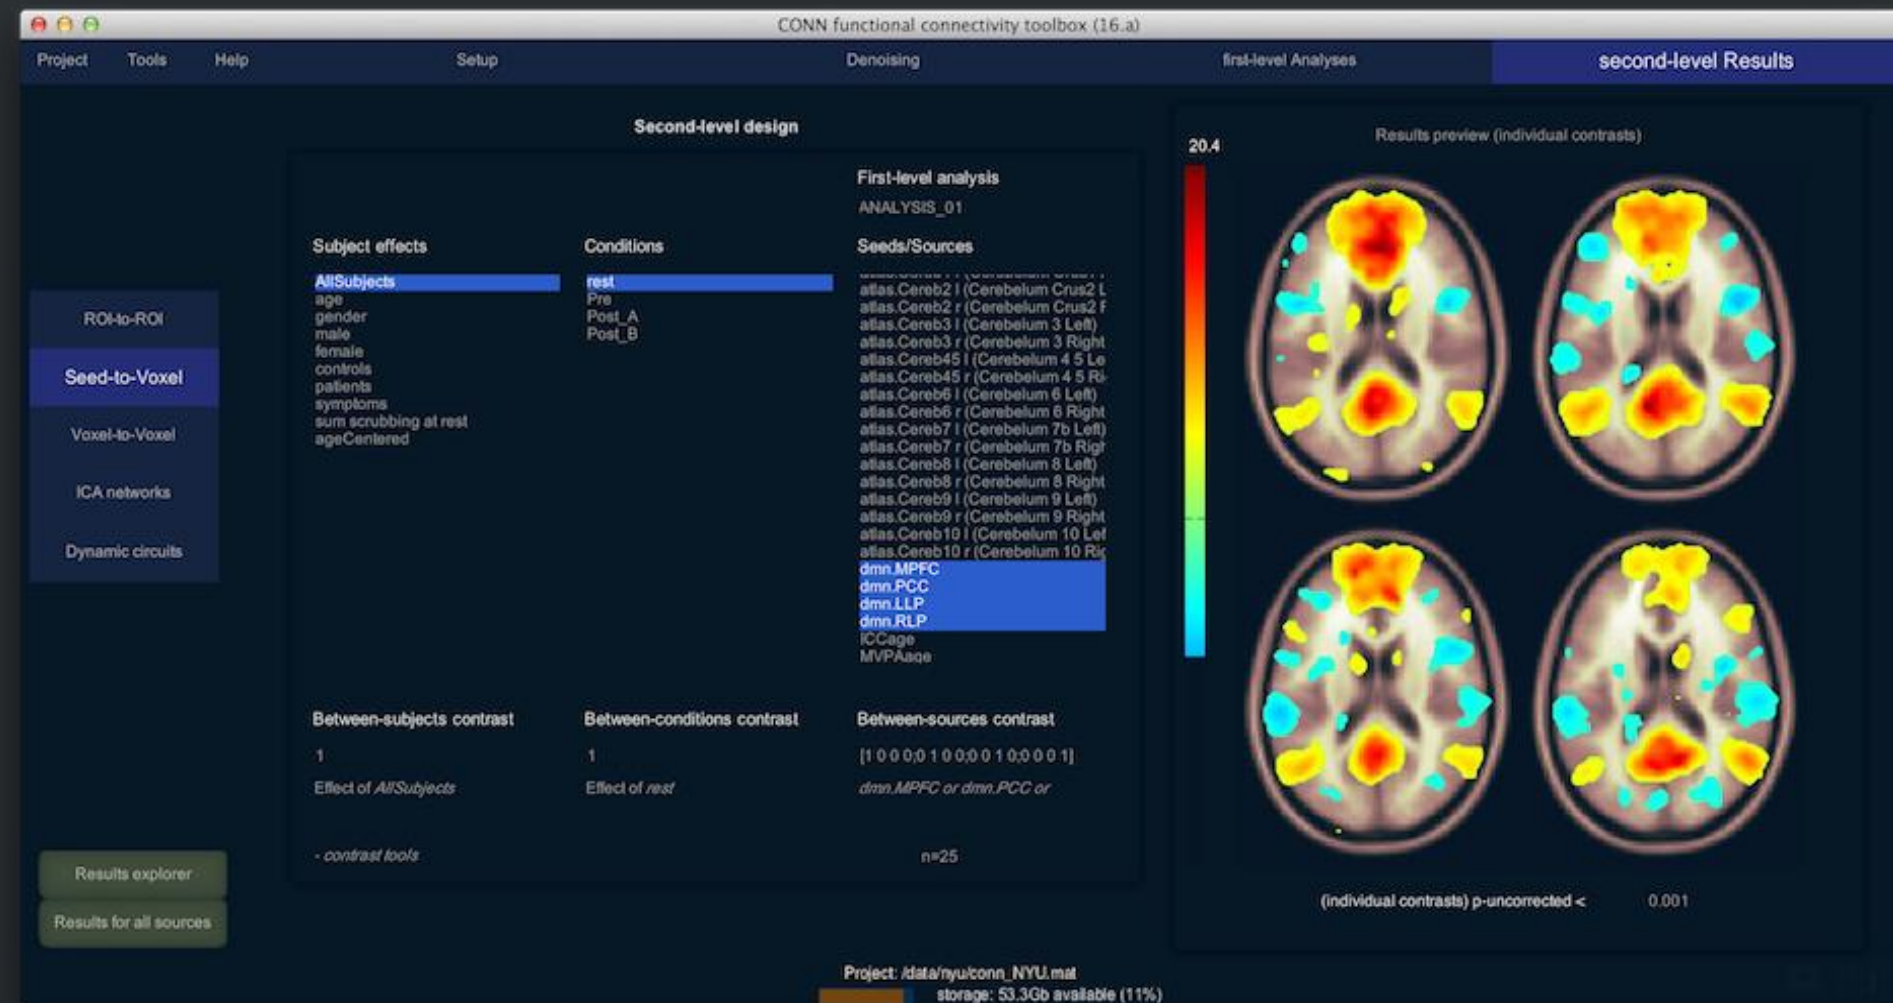 CONN functional connectivity toolbox (16.a)
Project Tools Help Setup Denoising first-level Analyses second-level Results
Second-level design
First-level analysis
ANALYSIS_01
Subject effects
AllSubjects
age
gender
male
female
controls
patients
symptoms
sum scrubbing at rest
ageCentered
Conditions
rest
Pre
Post_A
Post_B
Seeds/Sources
atlas.Cereb2 l (Cerebelum Crus2 L
atlas.Cereb2 r (Cerebelum Crus2 F
atlas.Cereb3 l (Cerebelum 3 Left)
atlas.Cereb3 r (Cerebelum 3 Right
atlas.Cereb45 l (Cerebelum 4 5 Le
atlas.Cereb45 r (Cerebelum 4 5 Ri
atlas.Cereb6 l (Cerebelum 6 Left)
atlas.Cereb6 r (Cerebelum 6 Right
atlas.Cereb7 l (Cerebelum 7b Left)
atlas.Cereb7 r (Cerebelum 7b Righ
atlas.Cereb8 l (Cerebelum 8 Left)
atlas.Cereb8 r (Cerebelum 8 Right
atlas.Cereb9 l (Cerebelum 9 Left)
atlas.Cereb9 r (Cerebelum 9 Right
atlas.Cereb10 l (Cerebelum 10 Lef
atlas.Cereb10 r (Cerebelum 10 Rig
dmn.MPFC
dmn.PCC
dmn.LLP
dmn.RLP
ICCage
MVPAage
ROI-to-ROI
Seed-to-Voxel
Voxel-to-Voxel
ICA networks
Dynamic circuits
Between-subjects contrast
1
Effect of AllSubjects
Between-conditions contrast
1
Effect of rest
Between-sources contrast
[1 0 0 0;0 1 0 0;0 0 1 0;0 0 0 1]
dmn.MPFC or dmn.PCC or
- contrast tools
n=25
Results explorer
Results for all sources
Results preview (individual contrasts)
20.4
(individual contrasts) p-uncorrected < 0.001
Project: /data/nyu/conn_NYU.mat
storage: 53.3Gb available (11%)